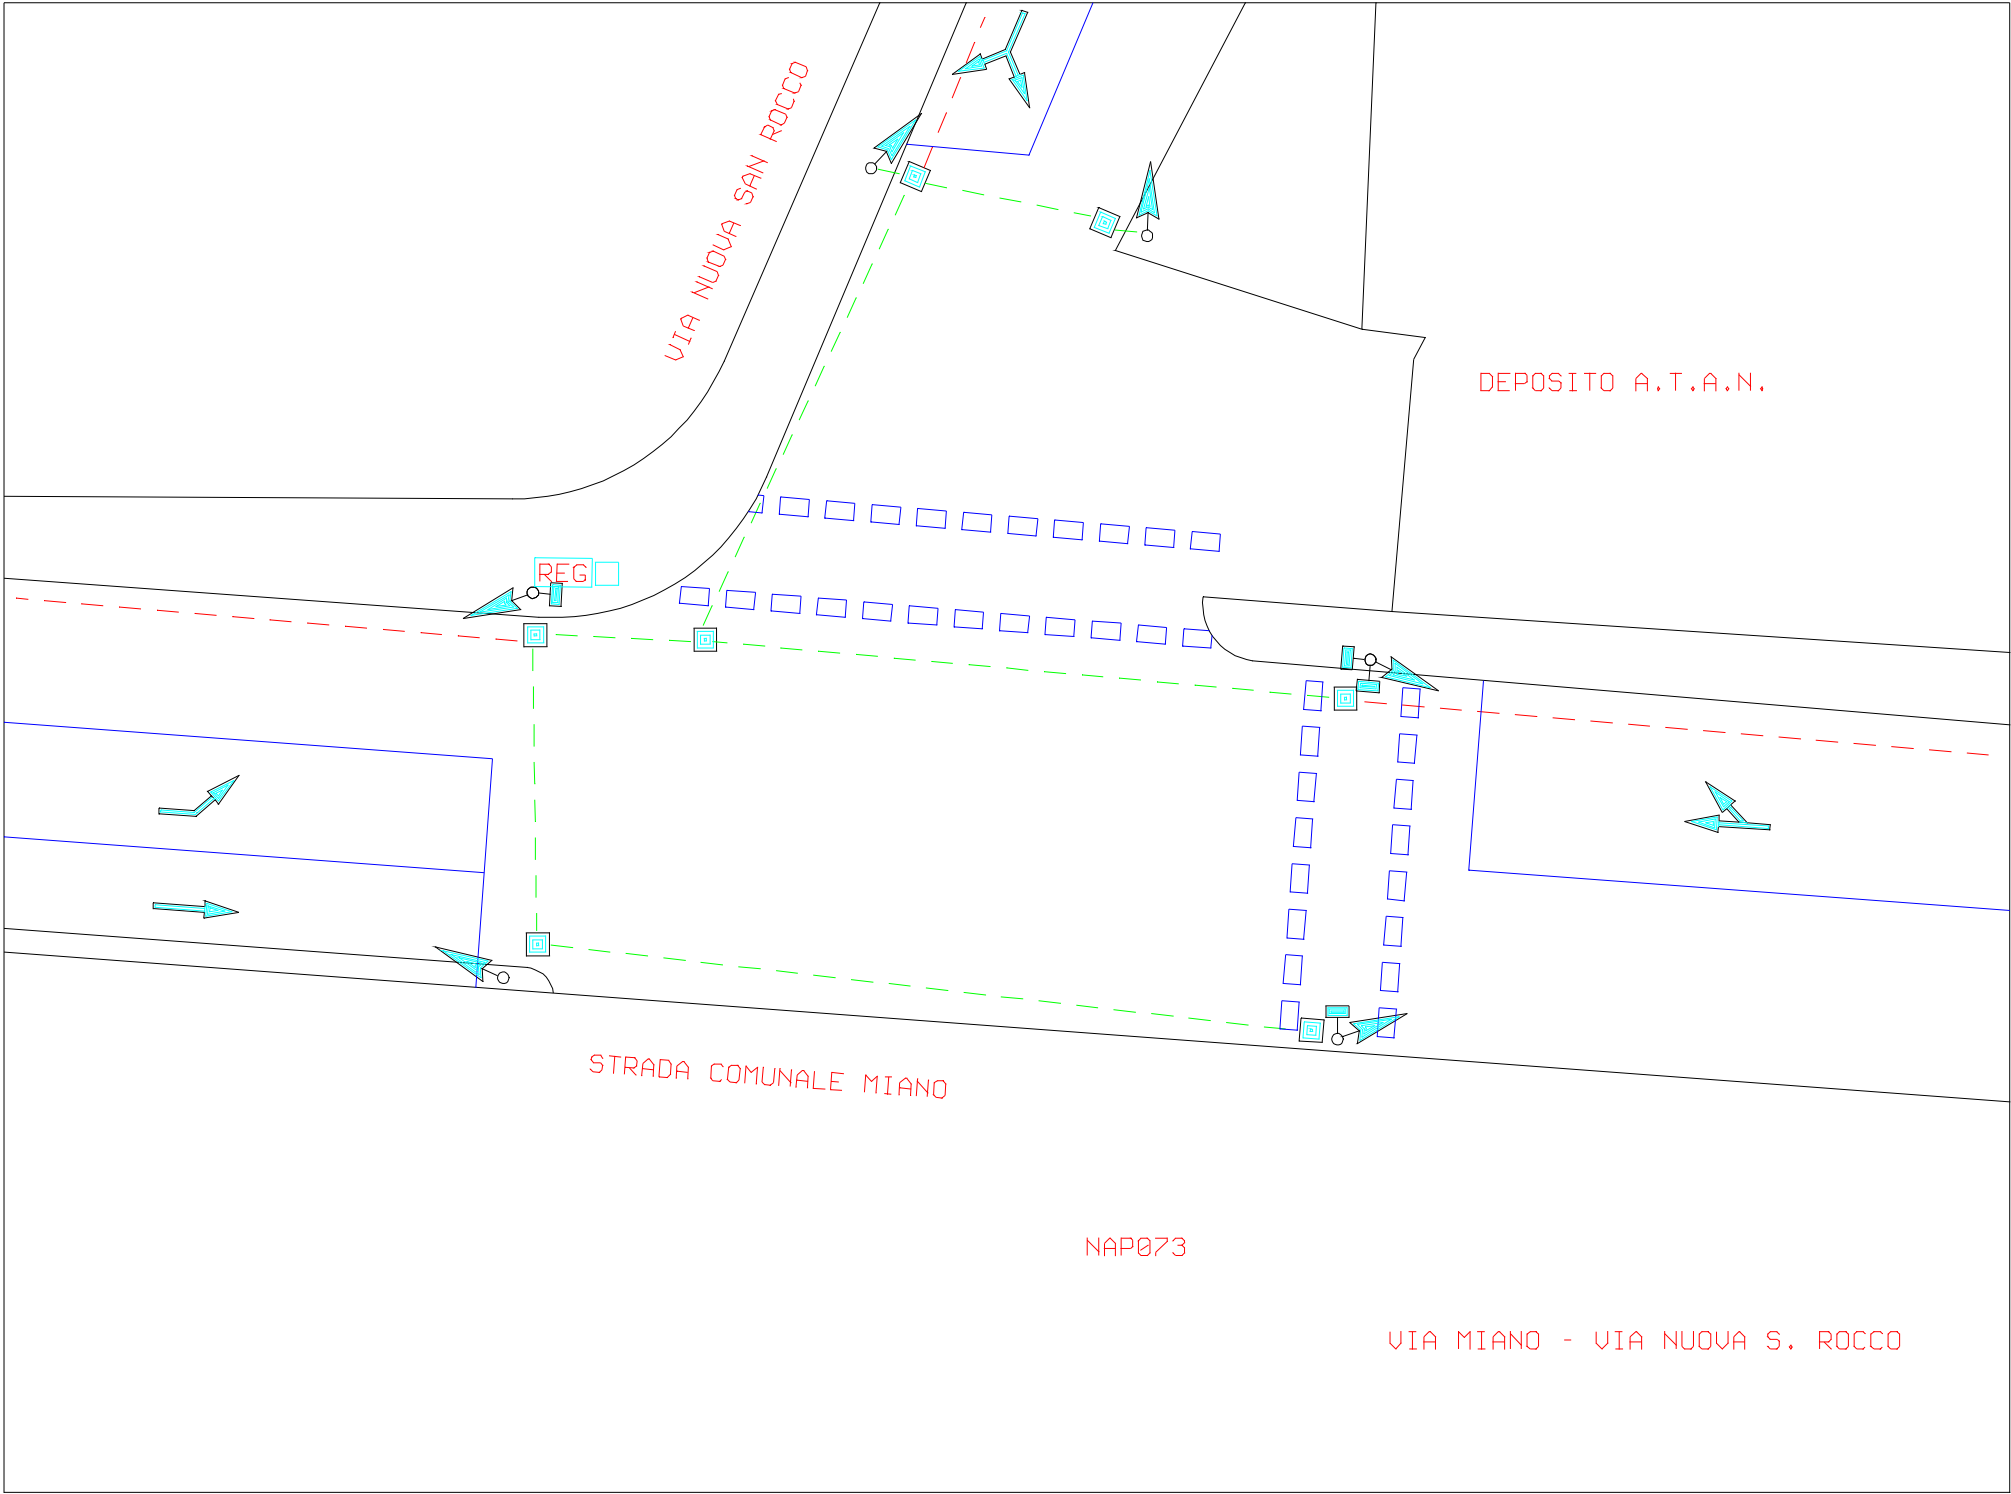 VIA NUOVA SAN ROCCO
DEPOSITO A.T.A.N.
REG
STRADA COMUNALE MIANO
NAP073
VIA MIANO - VIA NUOVA S. ROCCO